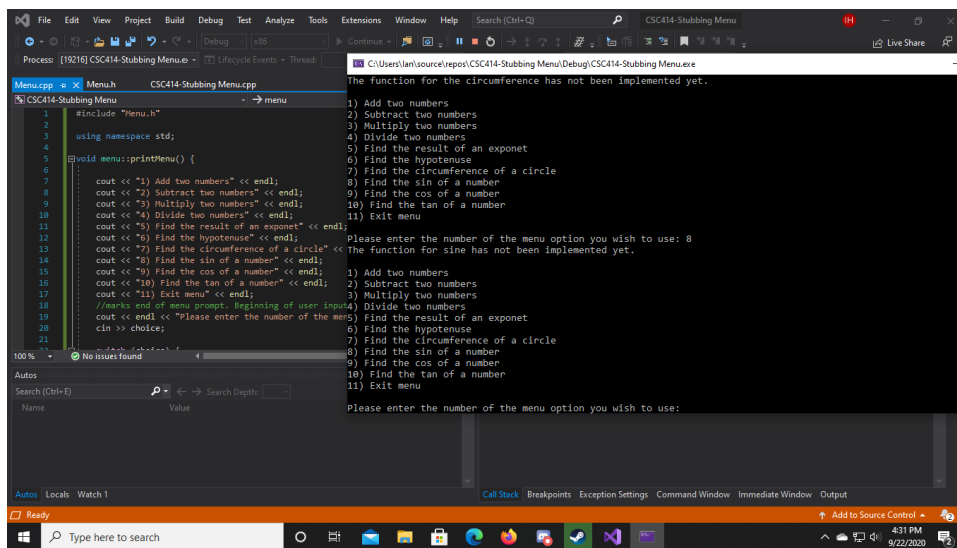 File Edit View Project Build Debug Test Analyze Tools Extensions Window Help Search (Ctrl+Q) CSC414-Stubbing Menu IH
Debug x86 Continue Live Share
Process: [19216] CSC414-Stubbing Menu.e Lifecycle Events Thread:
Menu.cpp Menu.h CSC414-Stubbing Menu.cpp
CSC414-Stubbing Menu menu
1 #include "Menu.h"
2
3 using namespace std;
4
5 void menu::printMenu() {
6
7 cout << "1) Add two numbers" << endl;
8 cout << "2) Subtract two numbers" << endl;
9 cout << "3) Multiply two numbers" << endl;
10 cout << "4) Divide two numbers" << endl;
11 cout << "5) Find the result of an exponet" << endl;
12 cout << "6) Find the hypotenuse" << endl;
13 cout << "7) Find the circumference of a circle" <<
14 cout << "8) Find the sin of a number" << endl;
15 cout << "9) Find the cos of a number" << endl;
16 cout << "10) Find the tan of a number" << endl;
17 cout << "11) Exit menu" << endl;
18 //marks end of menu prompt. Beginning of user input
19 cout << endl << "Please enter the number of the men
20 cin >> choice;
21
100 % No issues found
C:\Users\Ian\source\repos\CSC414-Stubbing Menu\Debug\CSC414-Stubbing Menu.exe
The function for the circumference has not been implemented yet.
1) Add two numbers
2) Subtract two numbers
3) Multiply two numbers
4) Divide two numbers
5) Find the result of an exponet
6) Find the hypotenuse
7) Find the circumference of a circle
8) Find the sin of a number
9) Find the cos of a number
10) Find the tan of a number
11) Exit menu
Please enter the number of the menu option you wish to use: 8
The function for sine has not been implemented yet.
1) Add two numbers
2) Subtract two numbers
3) Multiply two numbers
4) Divide two numbers
5) Find the result of an exponet
6) Find the hypotenuse
7) Find the circumference of a circle
8) Find the sin of a number
9) Find the cos of a number
10) Find the tan of a number
11) Exit menu
Please enter the number of the menu option you wish to use:
Autos
Search (Ctrl+E) Search Depth:
Name Value
Autos Locals Watch 1
Call Stack Breakpoints Exception Settings Command Window Immediate Window Output
Ready Add to Source Control 2
Type here to search
4:31 PM
9/22/2020
2